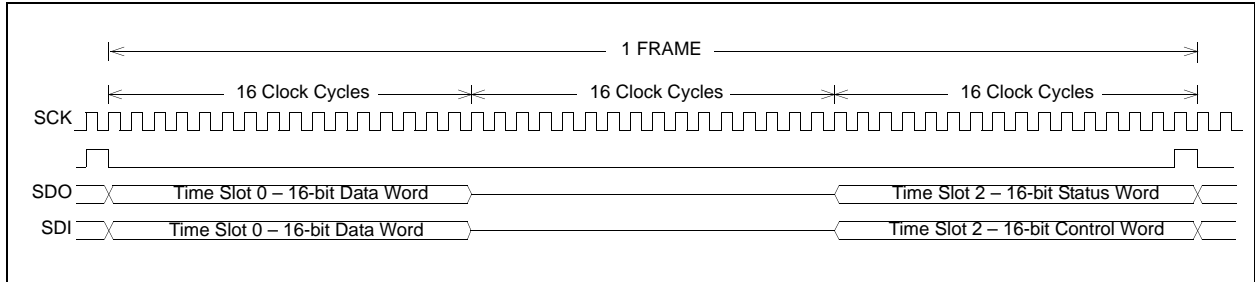 1 FRAME
16 Clock Cycles 16 Clock Cycles 16 Clock Cycles
SCK
SDO Time Slot 0 – 16-bit Data Word Time Slot 2 – 16-bit Status Word
SDI Time Slot 0 – 16-bit Data Word Time Slot 2 – 16-bit Control Word